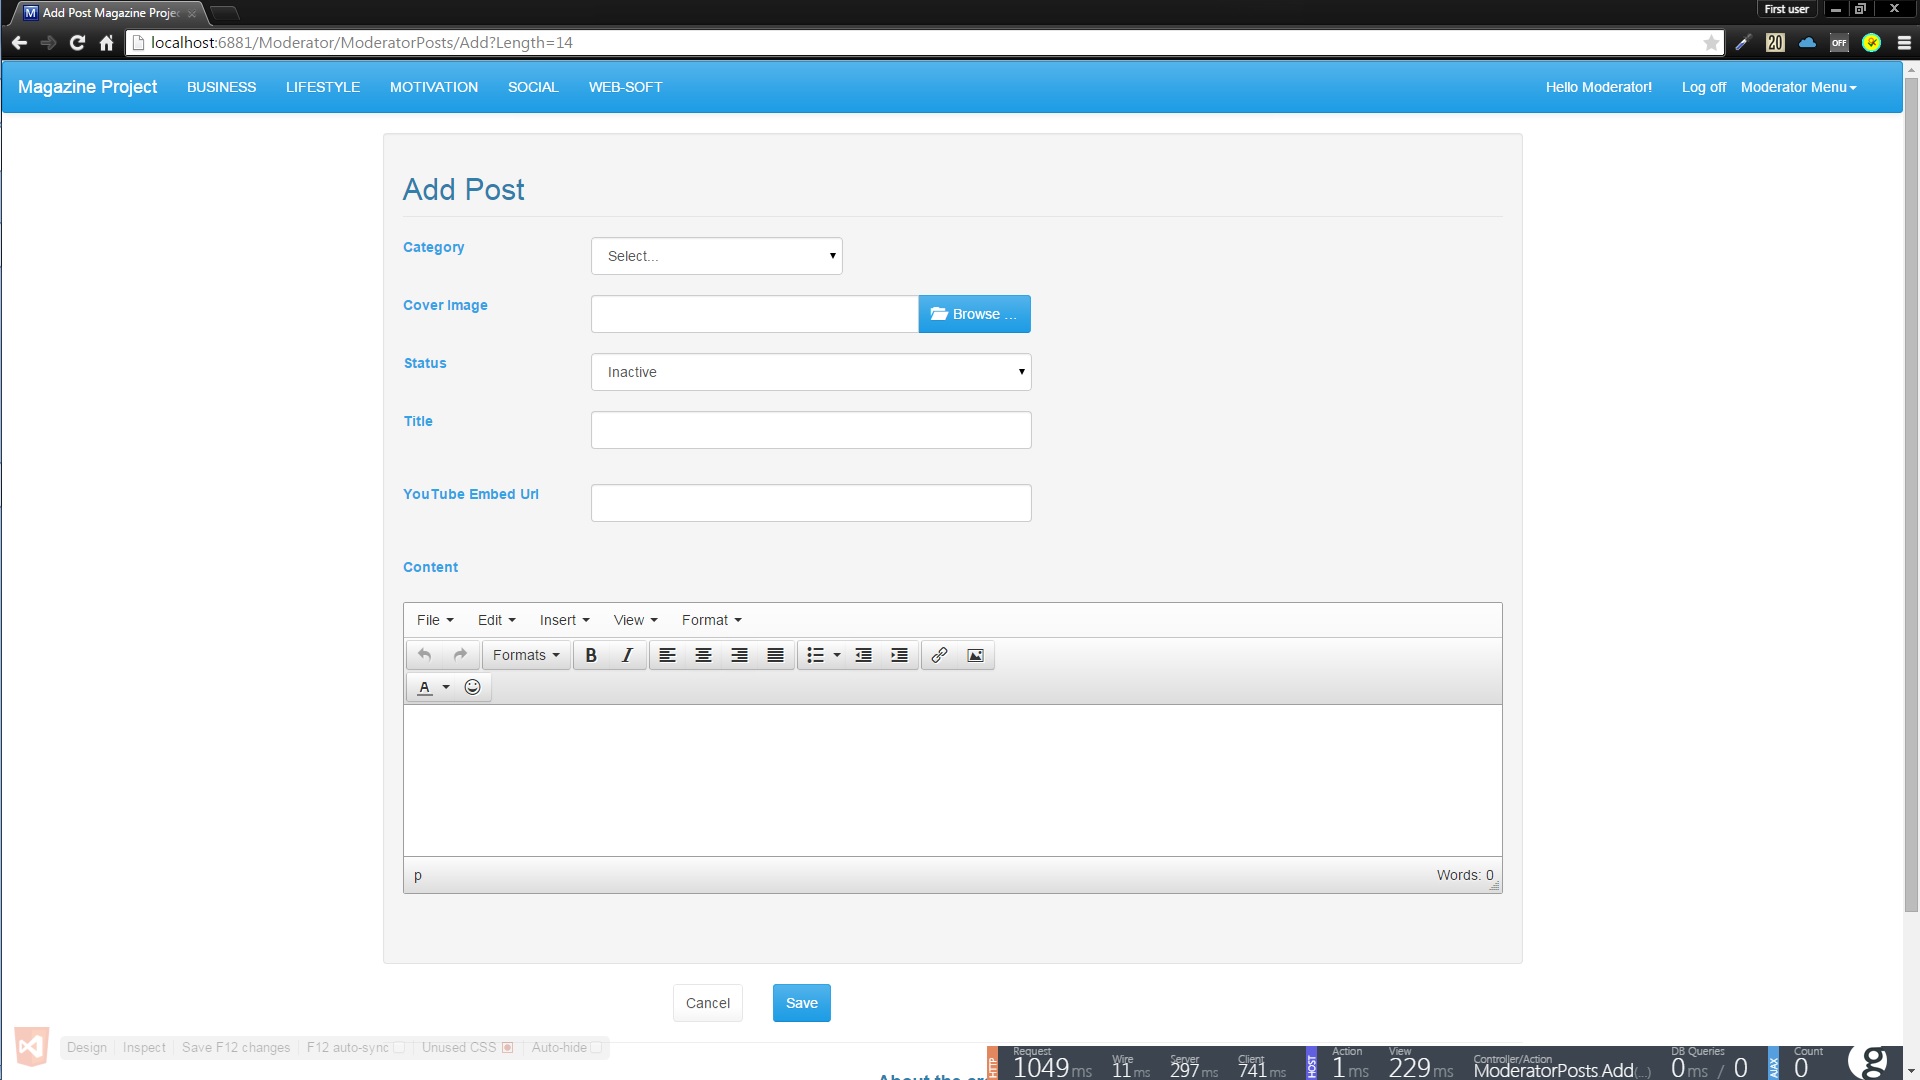 Add Post Magazine Proje
First user
localhost:6881/Moderator/ModeratorPosts/Add?Length=14
20
OFF
Magazine Project BUSINESS LIFESTYLE MOTIVATION SOCIAL WEB-SOFT Hello Moderator! Log off Moderator Menu
Add Post
Category Select...
Cover Image Browse ...
Status Inactive
Title
YouTube Embed Url
Content
File Edit Insert View Format
Formats B I
A
p Words: 0
Cancel Save
Design Inspect Save F12 changes F12 auto-sync Unused CSS Auto-hide
About the
HTTP Request 1049 ms Wire 11 ms Server 297 ms Client 741 ms HOST Action 1 ms View 229 ms Controller/Action ModeratorPosts Add(...) DB Queries 0 ms / 0 AJAX Count 0 g